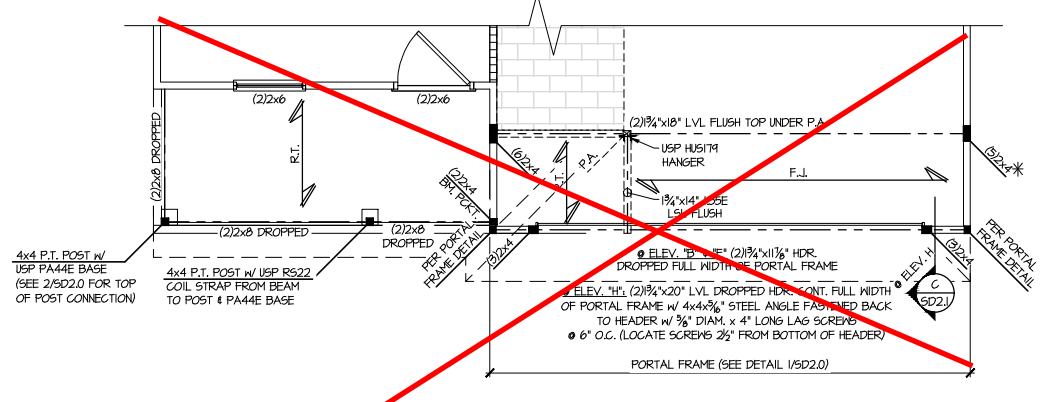 (2)2x6
(2)2x6
(2)2x8 DROPPED
R.T.
(2)1¾"x18" LVL FLUSH TOP UNDER P.A.
USP HUS179
HANGER
(6)2x4
P.A.
(5)2x4*
F.J.
(2)2x4
BM. PCKT.
LSL FLUSH
(2)2x8 DROPPED
(2)2x8
DROPPED
PER PORTAL
FRAME DETAIL
(3)2x4
PER PORTAL
FRAME DETAIL
(3)2x4
4x4 P.T. POST W/
USP PA44E BASE
(SEE 2/SD2.0 FOR TOP
OF POST CONNECTION)
4x4 P.T. POST W/ USP RS22
COIL STRAP FROM BEAM
TO POST & PA44E BASE
@ ELEV. "B" (2)1¾"x11⅞" HDR.
DROPPED FULL WIDTH OF PORTAL FRAME
@ ELEV. H
C
SD2.1
@ ELEV. "H": (2)1¾"x20" LVL DROPPED HDR. CONT. FULL WIDTH
OF PORTAL FRAME W/ 4x4x5/16" STEEL ANGLE FASTENED BACK
TO HEADER W/ ⅝" DIAM. x 4" LONG LAG SCREWS
@ 6" O.C. (LOCATE SCREWS 2½" FROM BOTTOM OF HEADER)
PORTAL FRAME (SEE DETAIL 1/SD2.0)